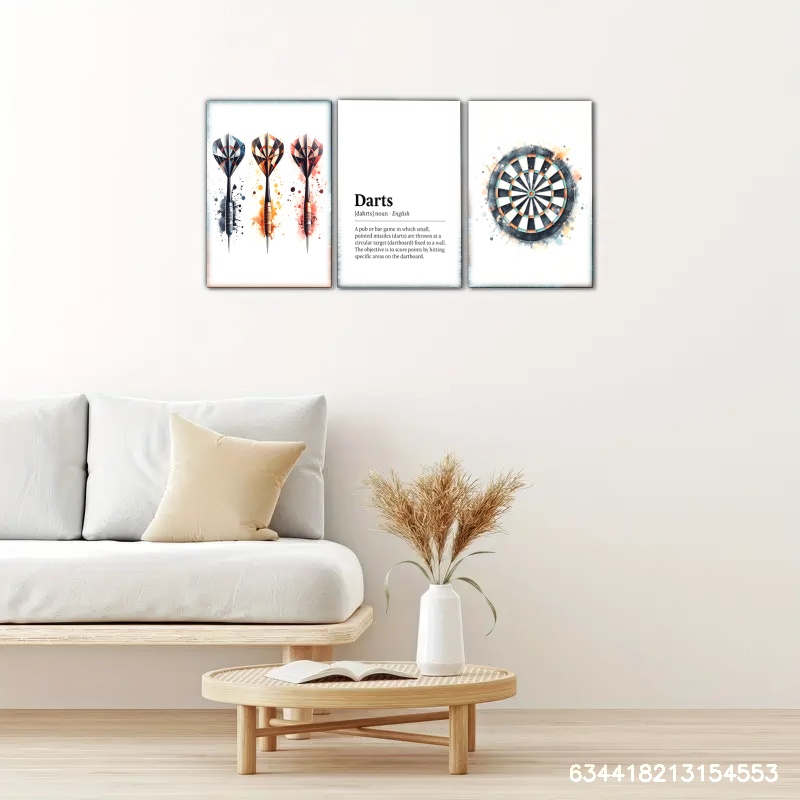 Darts
[dahrts] noun · English
A pub or bar game in which small,
pointed missiles (darts) are thrown at a
circular target (dartboard) fixed to a wall.
The objective is to score points by hitting
specific areas on the dartboard.
634418213154553